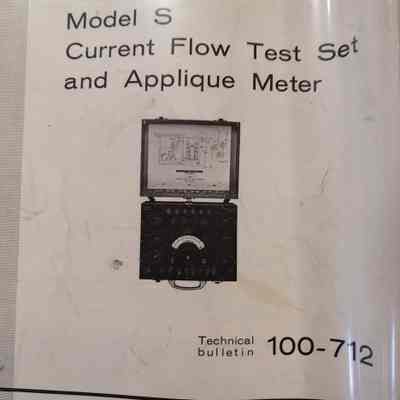 Model S
Current Flow Test Set
and Applique Meter
Technical
bulletin 100-712